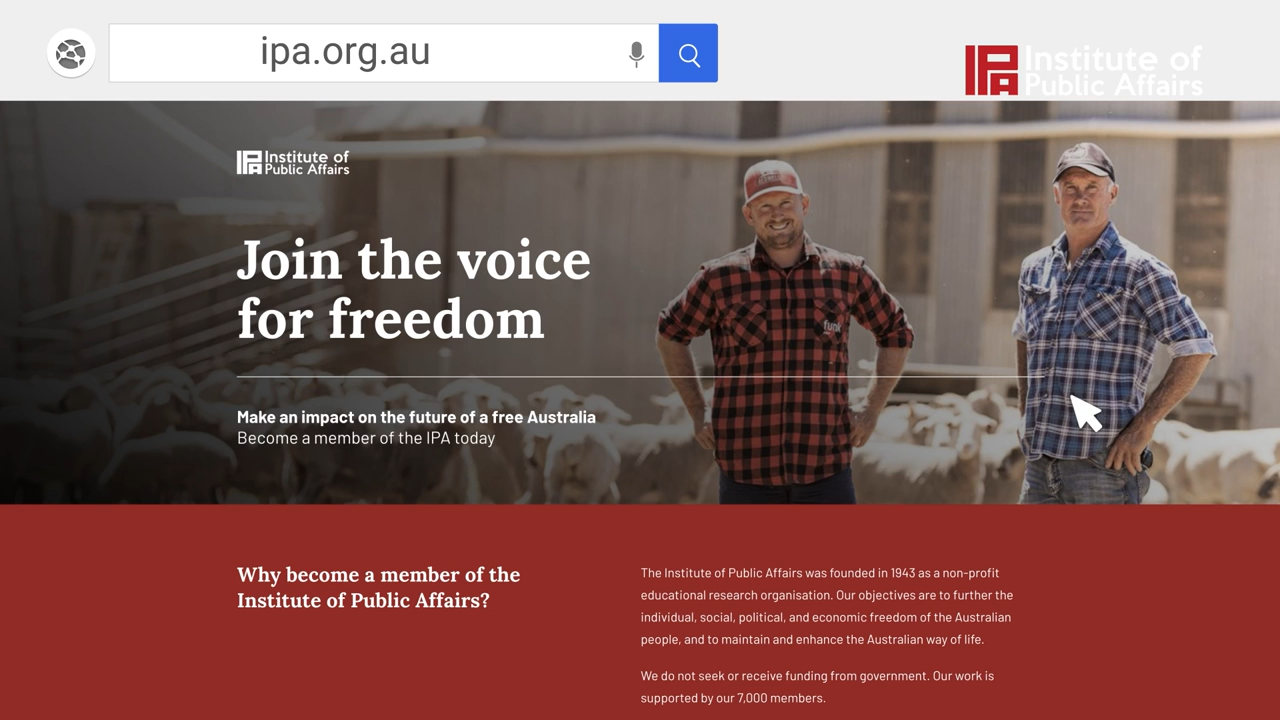 ipa.org.au
IPA Institute of
Public Affairs
IPA Institute of
Public Affairs
Join the voice
for freedom
funk
Make an impact on the future of a free Australia
Become a member of the IPA today
Why become a member of the
Institute of Public Affairs?
The Institute of Public Affairs was founded in 1943 as a non-profit
educational research organisation. Our objectives are to further the
individual, social, political, and economic freedom of the Australian
people, and to maintain and enhance the Australian way of life.
We do not seek or receive funding from government. Our work is
supported by our 7,000 members.